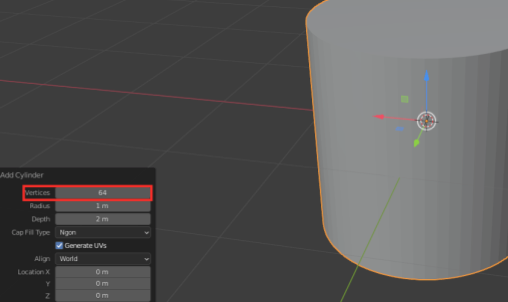 Add Cylinder
Vertices 64
Radius 1 m
Depth 2 m
Cap Fill Type Ngon
Generate UVs
Align World
Location X 0 m
Y 0 m
Z 0 m